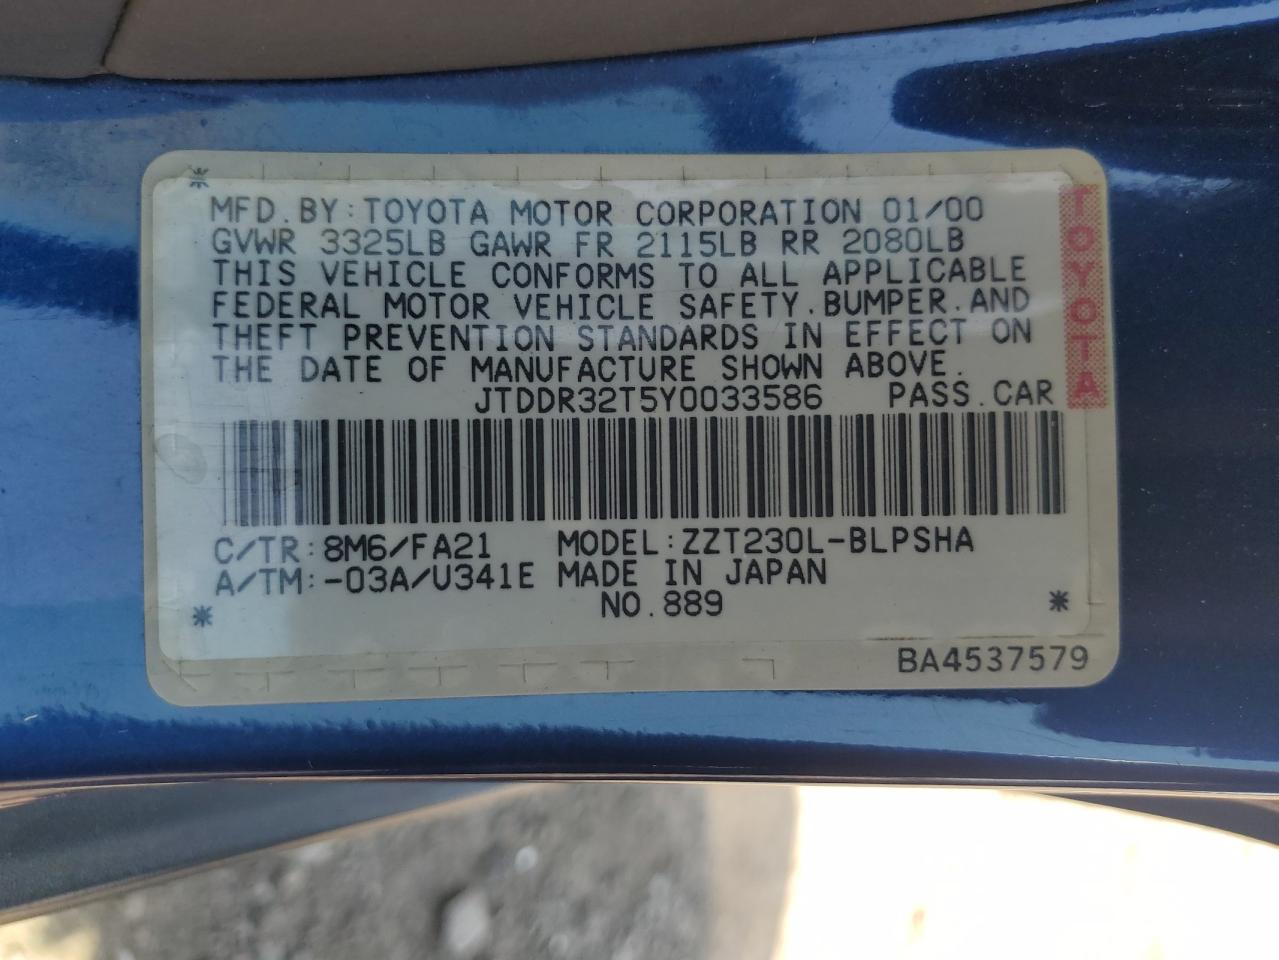 MFD.BY:TOYOTA MOTOR CORPORATION 01/00
GVWR 3325LB GAWR FR 2115LB RR 2080LB
THIS VEHICLE CONFORMS TO ALL APPLICABLE
FEDERAL MOTOR VEHICLE SAFETY.BUMPER.AND
THEFT PREVENTION STANDARDS IN EFFECT ON
THE DATE OF MANUFACTURE SHOWN ABOVE.
JTDDR32T5Y0033586 PASS.CAR
TOYOTA
C/TR:8M6/FA21 MODEL:ZZT230L-BLPSHA
A/TM:-03A/U341E MADE IN JAPAN
NO.889
BA4537579